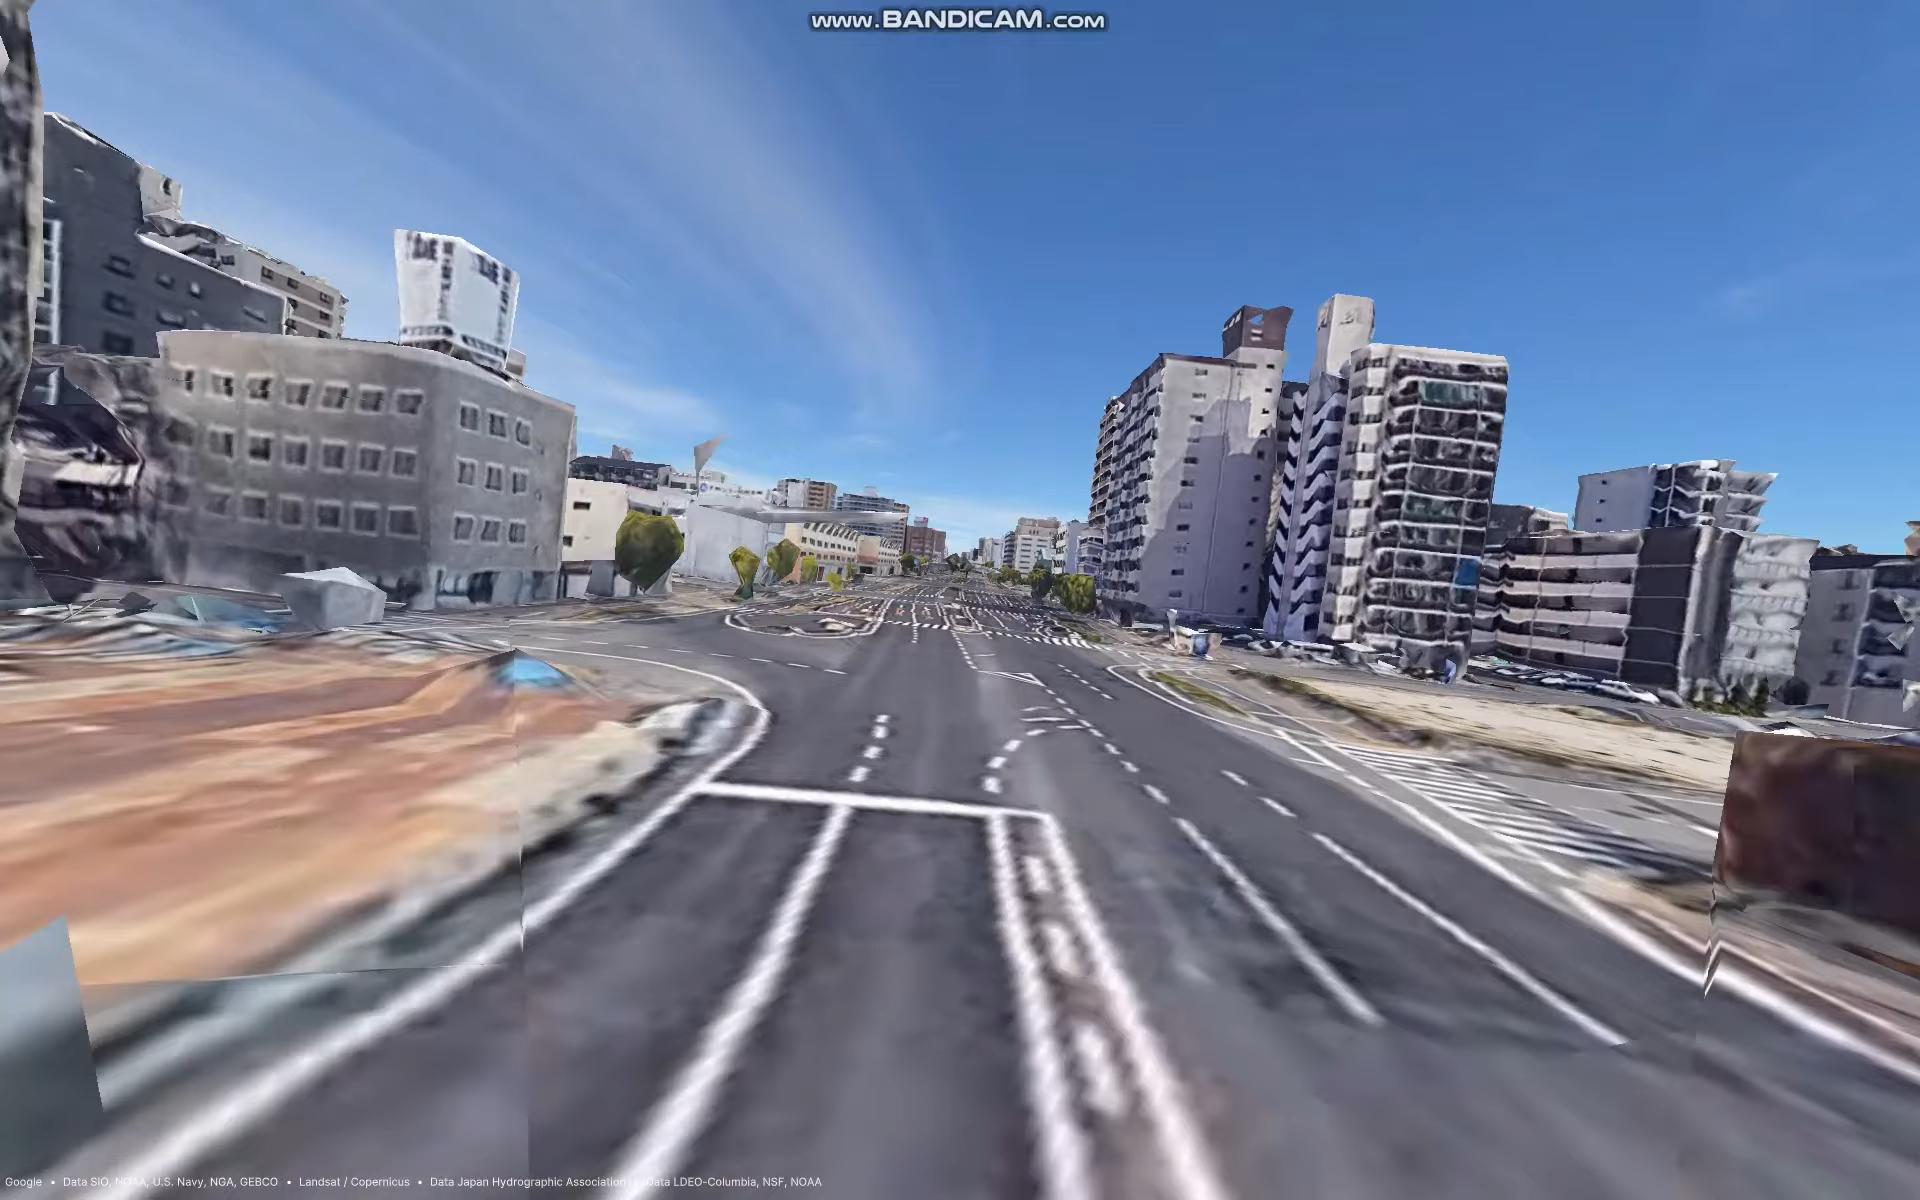 www.BANDICAM.com
Google • Data SIO, NOAA, U.S. Navy, NGA, GEBCO • Landsat / Copernicus • Data Japan Hydrographic Association • Data LDEO-Columbia, NSF, NOAA